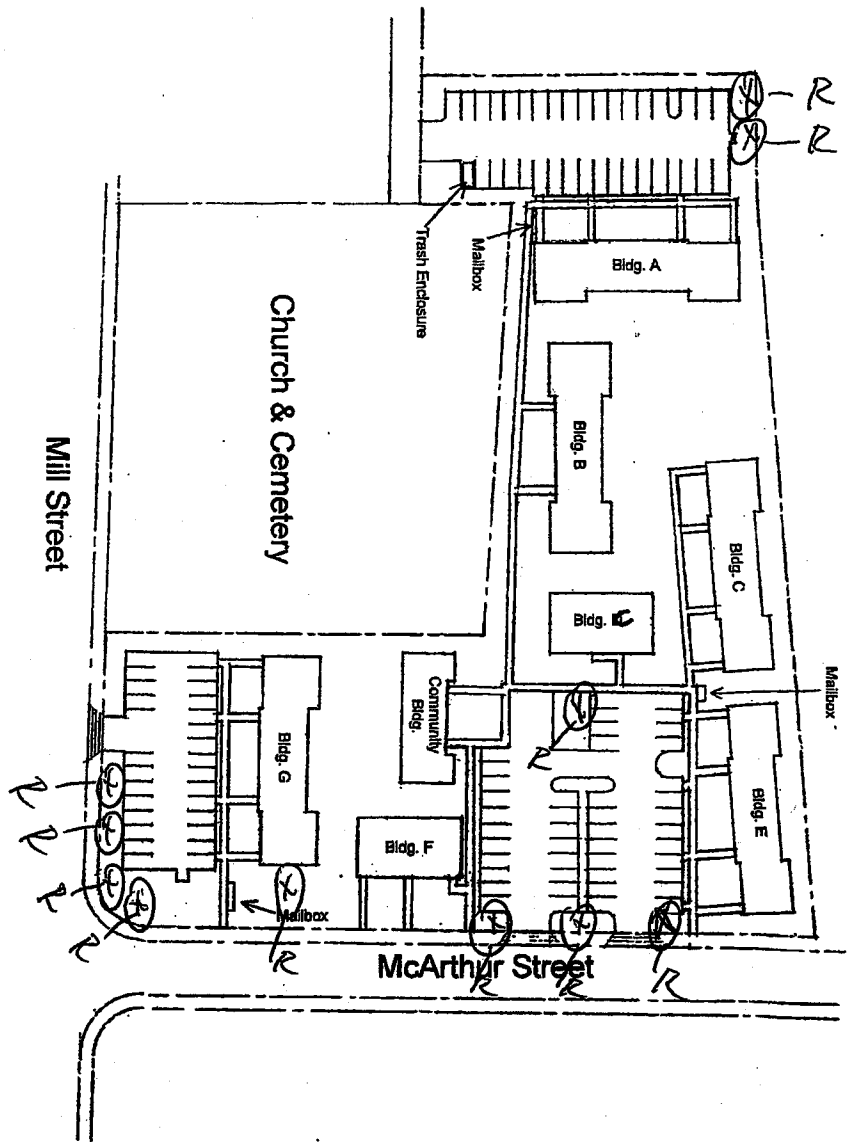 R
R
Trash Enclosure
Mailbox
Bldg. A
Church & Cemetery
Mill Street
Bldg. B
Bldg. C
Bldg.
Mailbox
Community
Bldg.
Bldg. G
Bldg. E
Bldg. F
R
R
R
R
R
Mailbox
R
McArthur Street
R
R
R